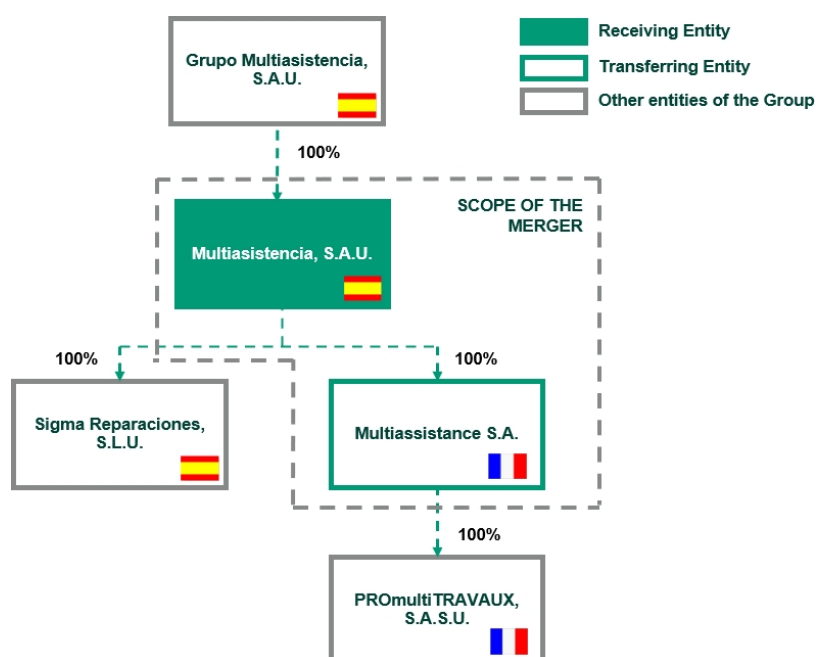 Grupo Multiasistencia,
S.A.U.
Receiving Entity
Transferring Entity
Other entities of the Group
100%
SCOPE OF THE
MERGER
Multiasistencia, S.A.U.
100%
100%
Sigma Reparaciones,
S.L.U.
Multiassistance S.A.
100%
PROmultiTRAVAUX,
S.A.S.U.